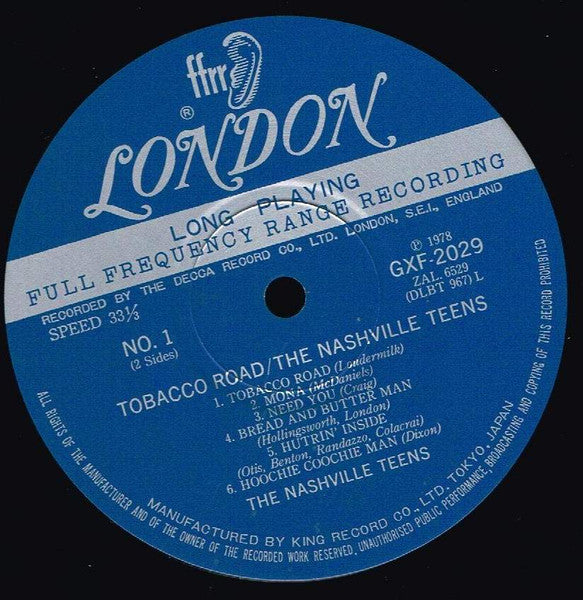 ffrr
®
LONDON
LONG PLAYING
FULL FREQUENCY RANGE RECORDING
RECORDED BY THE DECCA RECORD CO., LTD. LONDON, S.E.I., ENGLAND
SPEED 33⅓
℗ 1978
GXF-2029
ZAL. 6529
(DLBT 967) L
NO. 1
(2 Sides)
TOBACCO ROAD/THE NASHVILLE TEENS
1. TOBACCO ROAD (Loudermilk)
2. MONA (McDaniels)
3. NEED YOU (Craig)
4. BREAD AND BUTTER MAN
(Hollingsworth, London)
5. HUTRIN' INSIDE
(Otis, Benton, Randazzo, Colacrai)
6. HOOCHIE COOCHIE MAN (Dixon)
THE NASHVILLE TEENS
MANUFACTURED BY KING RECORD CO., LTD. TOKYO, JAPAN
ALL RIGHTS OF THE MANUFACTURER AND OF THE OWNER OF THE RECORDED WORK RESERVED, UNAUTHORISED PUBLIC PERFORMANCE, BROADCASTING AND COPYING OF THIS RECORD PROHIBITED